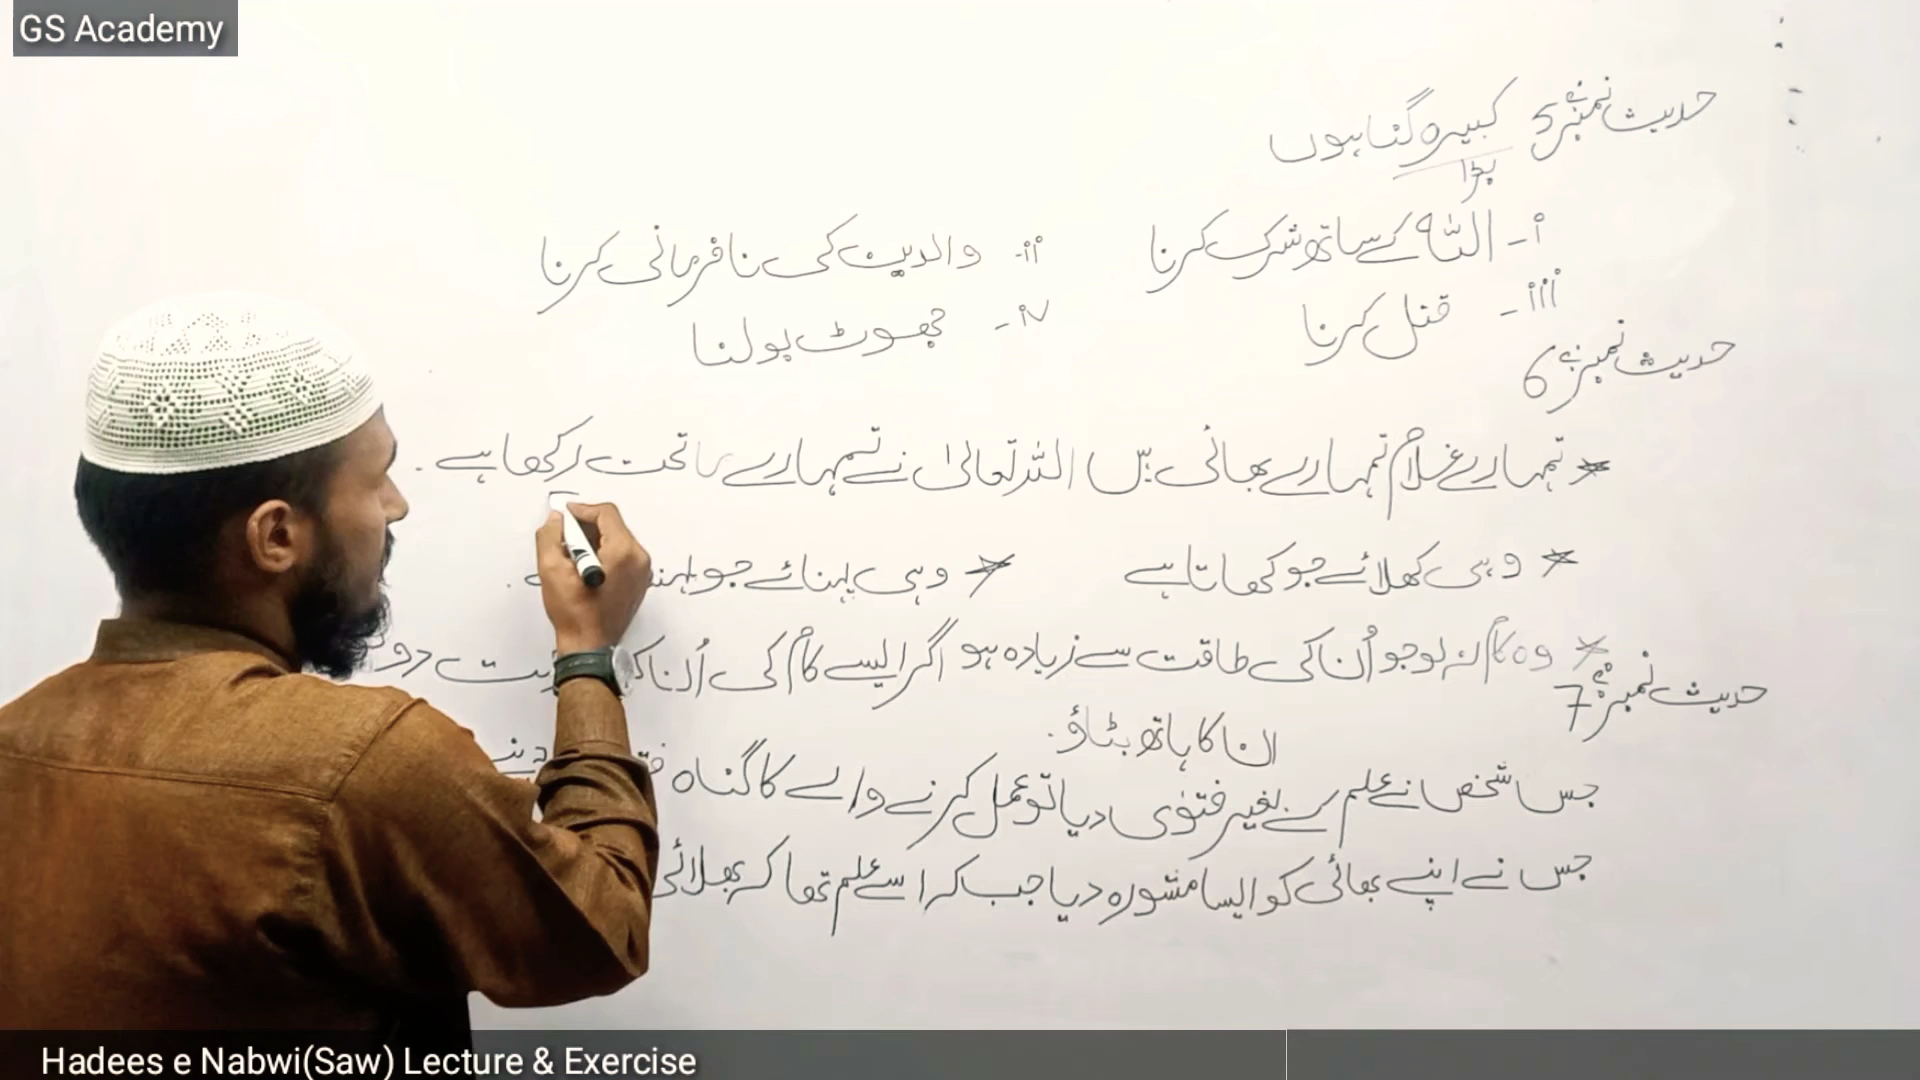 GS Academy
حدیث نمبر 5 کبیرہ گناہوں
بڑا
i- اللہ کے ساتھ شرک کرنا ii- والدین کی نافرمانی کرنا
iii- قتل کرنا iv- جھوٹ بولنا
حدیث نمبر 6
* تمہارے غلام تمہارے بھائی ہیں اللہ تعالیٰ نے تمہارے ماتحت رکھا ہے۔
* وہی کھلائے جو کھاتا ہے * وہی پہنائے جو
* وہ کام نہ لو جو اُن کی طاقت سے زیادہ ہو اگر ایسے کام کی اُن کو
ان کا ہاتھ بٹاؤ۔
حدیث نمبر 7
جس شخص نے علم کے بغیر فتوٰی دیا تو عمل کرنے والے کا گناہ دینے
جس نے اپنے بھائی کو ایسا مشورہ دیا جب کہ اسے علم تھا کہ بھلائی
Hadees e Nabwi(Saw) Lecture & Exercise